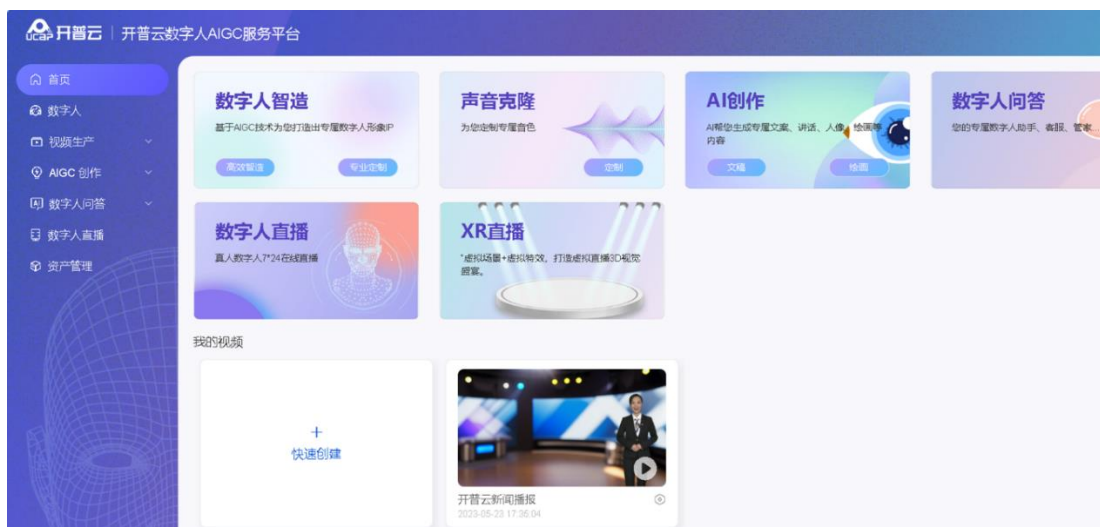 ucap 开普云 开普云数字人AIGC服务平台
首页
数字人
视频生产
AIGC 创作
数字人问答
数字人直播
资产管理
数字人智造
基于AIGC技术为您打造出专属数字人形象IP
高效智造 专业定制
声音克隆
为您定制专属音色
定制
AI创作
AI帮您生成专属文案、讲话、人像、绘画等
内容
文稿 绘画
数字人问答
您的专属数字人助手、客服、管家...
数字人直播
真人数字人7*24在线直播
XR直播
"虚拟场景+虚拟特效,打造虚拟直播3D视觉
盛宴。
我的视频
+
快速创建
开普云新闻播报
2023-05-23 17:36:04